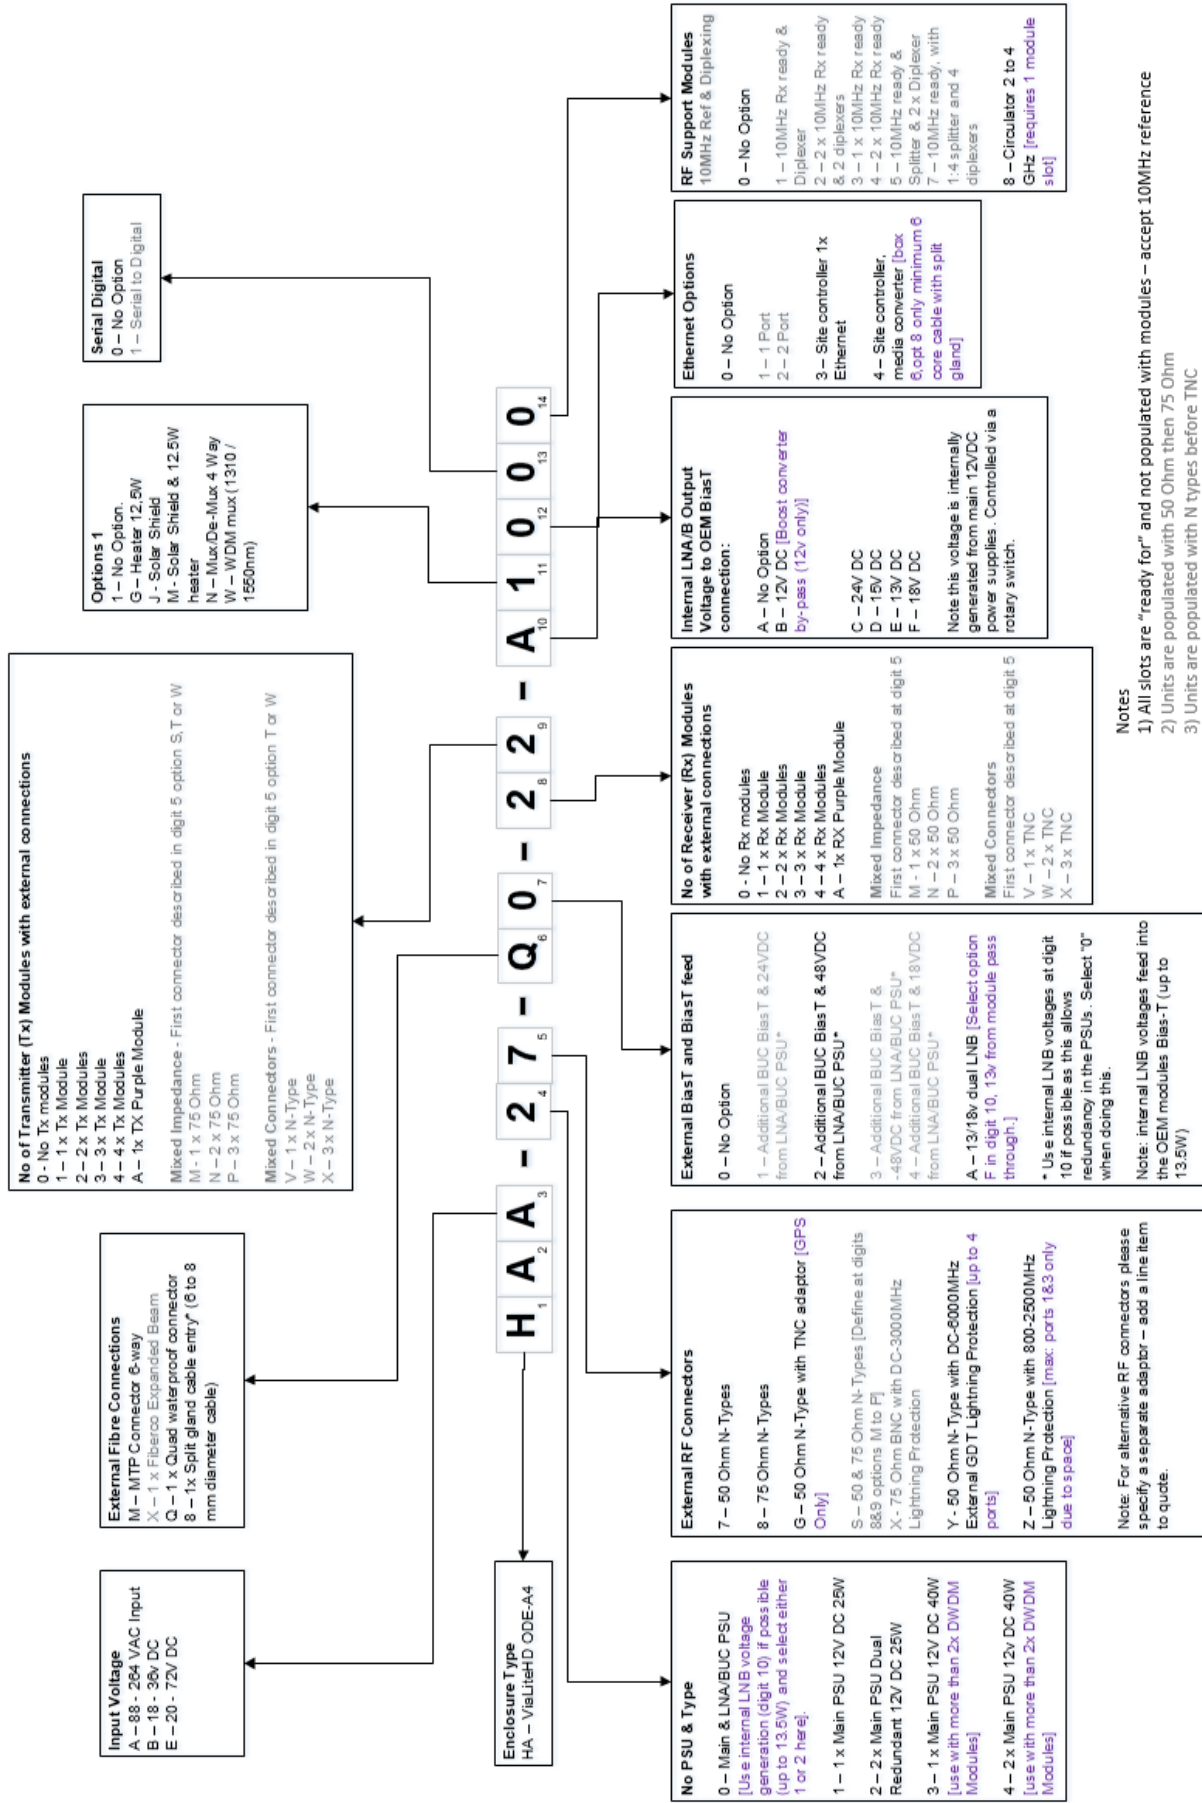 Input Voltage
A – 88 - 264 VAC Input
B – 18 - 36v DC
E – 20 - 72V DC
External Fibre Connections
M – MTP Connector 6-way
X – 1 x Fiberco Expanded Beam
Q – 1 x Quad waterproof connector
8 – 1x Split gland cable entry* (6 to 8
mm diameter cable)
No of Transmitter (Tx) Modules with external connections
0 - No Tx modules
1 – 1 x Tx Module
2 – 2 x Tx Modules
3 – 3 x Tx Modules
4 – 4 x Tx Modules
A – 1x TX Purple Module
Mixed Impedance - First connector described in digit 5 option S,T or W
M - 1 x 75 Ohm
N – 2 x 75 Ohm
P – 3 x 75 Ohm
Mixed Connectors - First connector described in digit 5 option T or W
V – 1 x N-Type
W – 2 x N-Type
X – 3 x N-Type
Options 1
1 – No Option.
G – Heater 12,5W
J - Solar Shield
M - Solar Shield & 12.5W
heater
N – Mux/De-Mux 4 Way
W – WDM mux (1310 /
1550nm)
Serial Digital
0 – No Option
1 – Serial to Digital
Enclosure Type
HA – ViaLiteHD ODE-A4
H A A - 2 7 - Q 0 - 2 2 - A 1 0 0 0
1 2 3 4 5 6 7 8 9 10 11 12 13 14
No PSU & Type
0 – Main & LNA/BUC PSU
[Use internal LNB voltage
generation (digit 10) if possible
(up to 13.5W) and select either
1 or 2 here].
1 – 1 x Main PSU 12V DC 25W
2 – 2 x Main PSU Dual
Redundant 12V DC 25W
3 – 1 x Main PSU 12V DC 40W
[use with more than 2x DWDM
Modules]
4 – 2 x Main PSU 12v DC 40W
[use with more than 2x DWDM
Modules]
External RF Connectors
7 – 50 Ohm N-Types
8 – 75 Ohm N-Types
G – 50 Ohm N-Type with TNC adaptor [GPS
Only]
S – 50 & 75 Ohm N-Types [Define at digits
8&9 options M to P]
X - 75 Ohm BNC with DC-3000MHz
Lightning Protection
Y - 50 Ohm N-Type with DC-6000MHz
External GDT Lightning Protection [up to 4
ports]
Z – 50 Ohm N-Type with 800-2500MHz
Lightning Protection [max: ports 1&3 only
due to space]
Note: For alternative RF connectors please
specify a separate adaptor – add a line item
to quote.
External BiasT and BiasT feed
0 – No Option
1 – Additional BUC BiasT & 24VDC
from LNA/BUC PSU*
2 – Additional BUC BiasT & 48VDC
from LNA/BUC PSU*
3 – Additional BUC BiasT &
-48VDC from LNA/BUC PSU*
4 – Additional BUC BiasT & 18VDC
from LNA/BUC PSU*
A – 13/18v dual LNB [Select option
F in digit 10, 13v from module pass
through.]
* Use internal LNB voltages at digit
10 if possible as this allows
redundancy in the PSUs. Select "0"
when doing this.
Note: internal LNB voltages feed into
the OEM modules Bias-T (up to
13.5W)
No of Receiver (Rx) Modules
with external connections
0 - No Rx modules
1 – 1 x Rx Module
2 – 2 x Rx Modules
3 – 3 x Rx Module
4 – 4 x Rx Modules
A – 1x RX Purple Module
Mixed Impedance
First connector described at digit 5
M - 1 x 50 Ohm
N – 2 x 50 Ohm
P – 3 x 50 Ohm
Mixed Connectors
First connector described at digit 5
V – 1 x TNC
W – 2 x TNC
X – 3 x TNC
Internal LNA/B Output
Voltage to OEM BiasT
connection:
A – No Option
B – 12V DC [Boost converter
by-pass (12v only)]
C – 24V DC
D – 15V DC
E – 13V DC
F – 18V DC
Note this voltage is internally
generated from main 12VDC
power supplies. Controlled via a
rotary switch.
Ethernet Options
0 – No Option
1 – 1 Port
2 – 2 Port
3 – Site controller 1x
Ethernet
4 – Site controller,
media converter [box
6,opt 8 only minimum 6
core cable with split
gland]
RF Support Modules
10MHz Ref & Diplexing
0 – No Option
1 – 10MHz Rx ready &
Diplexer
2 – 2 x 10MHz Rx ready
& 2 diplexers
3 – 1 x 10MHz Rx ready
4 – 2 x 10MHz Rx ready
5 – 10MHz ready &
Splitter & 2 x Diplexer
7 – 10MHz ready, with
1:4 splitter and 4
diplexers
8 – Circulator 2 to 4
GHz [requires 1 module
slot]
Notes
1) All slots are "ready for" and not populated with modules – accept 10MHz reference
2) Units are populated with 50 Ohm then 75 Ohm
3) Units are populated with N types before TNC